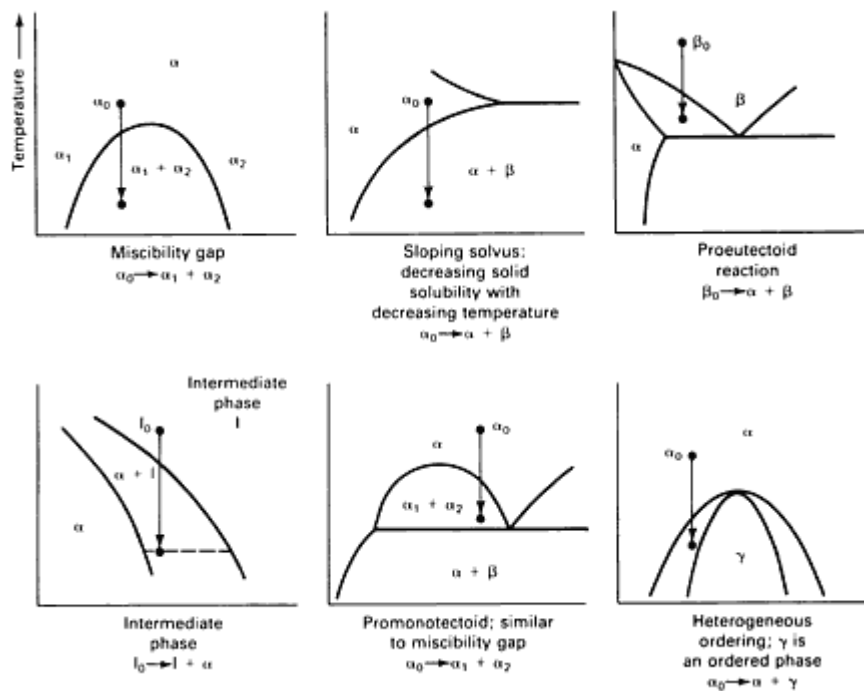 Temperature
α
α₀
α₁
α₁ + α₂
α₂
Miscibility gap
α₀→α₁ + α₂
α₀
α
α + β
Sloping solvus:
decreasing solid
solubility with
decreasing temperature
α₀→α + β
β₀
β
α
Proeutectoid
reaction
β₀→α + β
Intermediate
phase
I
I₀
α + I
α
Intermediate
phase
I₀→I + α
α₀
α
α₁ + α₂
α + β
Promonotectoid; similar
to miscibility gap
α₀→α₁ + α₂
α
α₀
γ
Heterogeneous
ordering; γ is
an ordered phase
α₀→α + γ